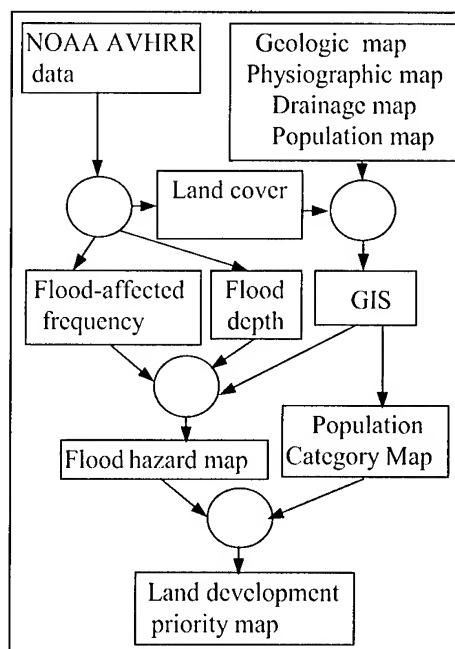 NOAA AVHRR
data
Geologic map
Physiographic map
Drainage map
Population map
Land cover
Flood-affected
frequency
Flood
depth
GIS
Flood hazard map
Population
Category Map
Land development
priority map